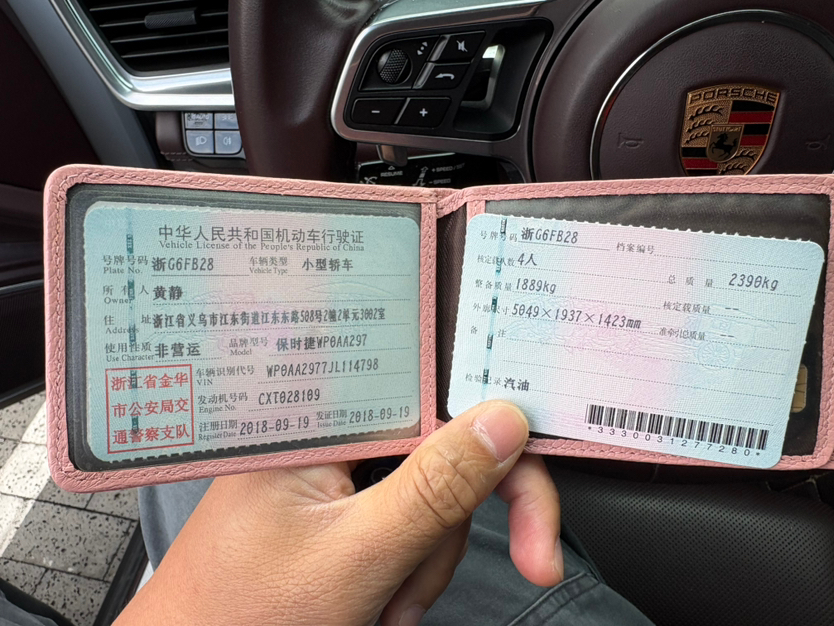 PORSCHE
RESUME
SPEED
中华人民共和国机动车行驶证
Vehicle License of the People's Republic of China
号牌号码 浙G6FB28 车辆类型 小型轿车
Plate No. Vehicle Type
所有人 黄静
Owner
住址 浙江省义乌市江东街道江东东路508号2幢2单元3002室
Address
使用性质 非营运 品牌型号 保时捷WP0AA297
Use Character Model
车辆识别代号 WP0AA2977JL114798
VIN
发动机号码 CXT028109
Engine No.
注册日期 2018-09-19 发证日期 2018-09-19
Register Date Issue Date
浙江省金华
市公安局交
通警察支队
号牌号码 浙G6FB28 档案编号
核定载人数 4人 总质量 2390kg
整备质量 1889kg 核定载质量 --
外廓尺寸 5049×1937×1423mm 准牵引总质量 --
备注
检验记录 汽油
*3330031277280*